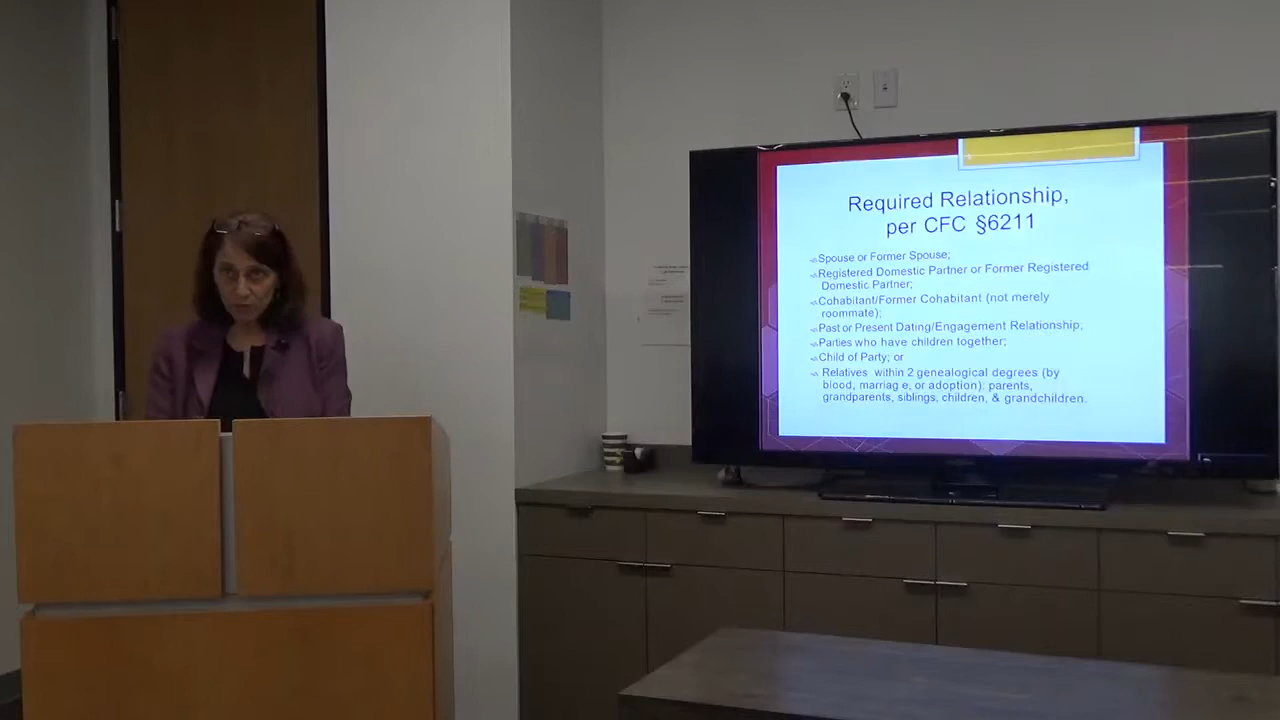 Required Relationship,
per CFC §6211
Spouse or Former Spouse;
Registered Domestic Partner or Former Registered
Domestic Partner;
Cohabitant/Former Cohabitant (not merely
roommate);
Past or Present Dating/Engagement Relationship;
Parties who have children together;
Child of Party; or
Relatives within 2 genealogical degrees (by
blood, marriag e, or adoption): parents,
grandparents, siblings, children, & grandchildren.